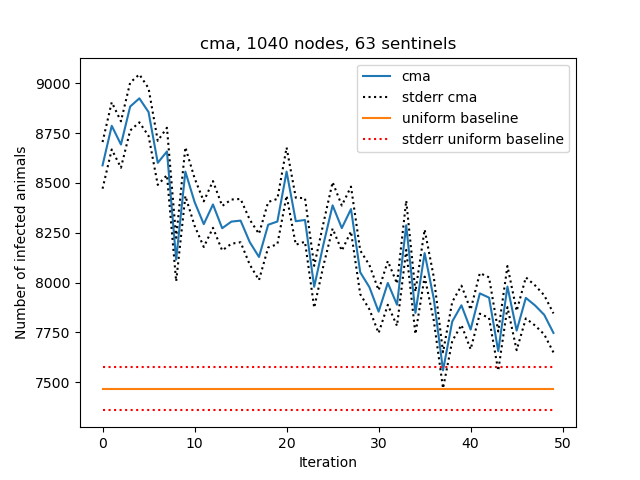 cma, 1040 nodes, 63 sentinels
cma
stderr cma
uniform baseline
stderr uniform baseline
Number of infected animals
9000
8750
8500
8250
8000
7750
7500
0 10 20 30 40 50
Iteration